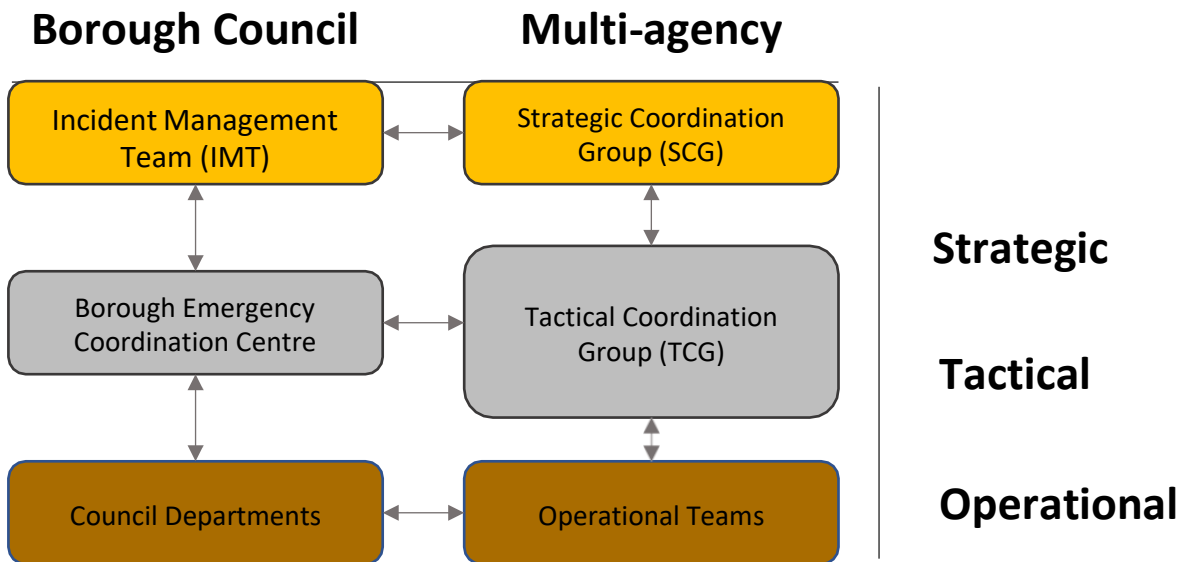 Borough Council
Multi-agency
Incident Management
Team (IMT)
Strategic Coordination
Group (SCG)
Strategic
Borough Emergency
Coordination Centre
Tactical Coordination
Group (TCG)
Tactical
Council Departments
Operational Teams
Operational